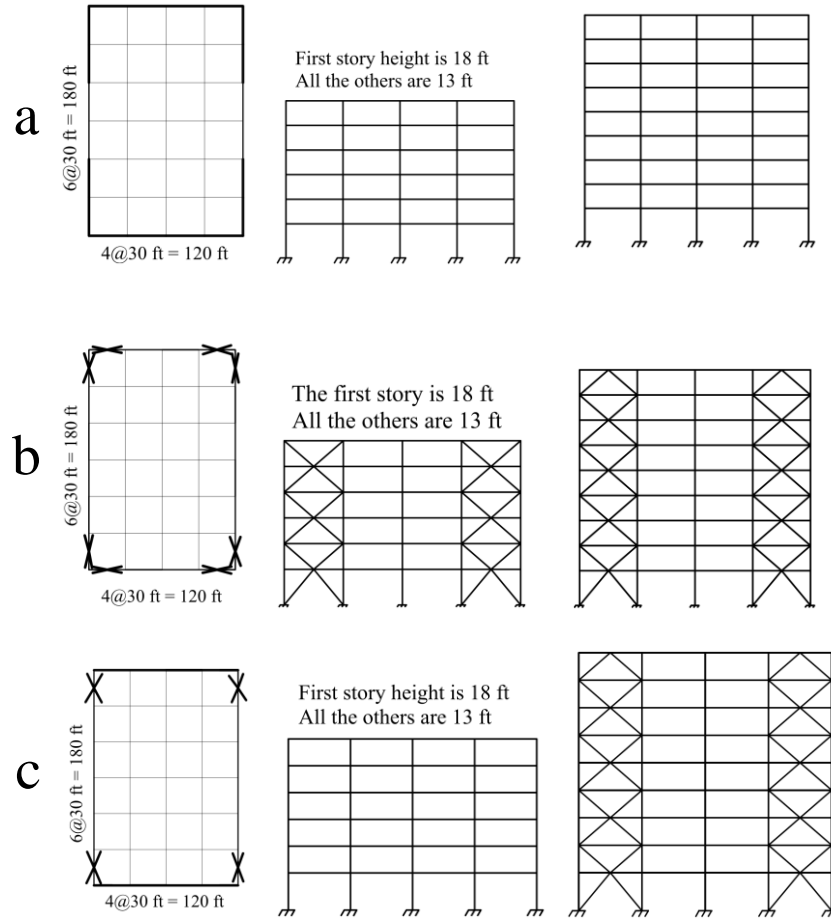 a
6@30 ft = 180 ft
4@30 ft = 120 ft
First story height is 18 ft
All the others are 13 ft
b
6@30 ft = 180 ft
4@30 ft = 120 ft
The first story is 18 ft
All the others are 13 ft
c
6@30 ft = 180 ft
4@30 ft = 120 ft
First story height is 18 ft
All the others are 13 ft